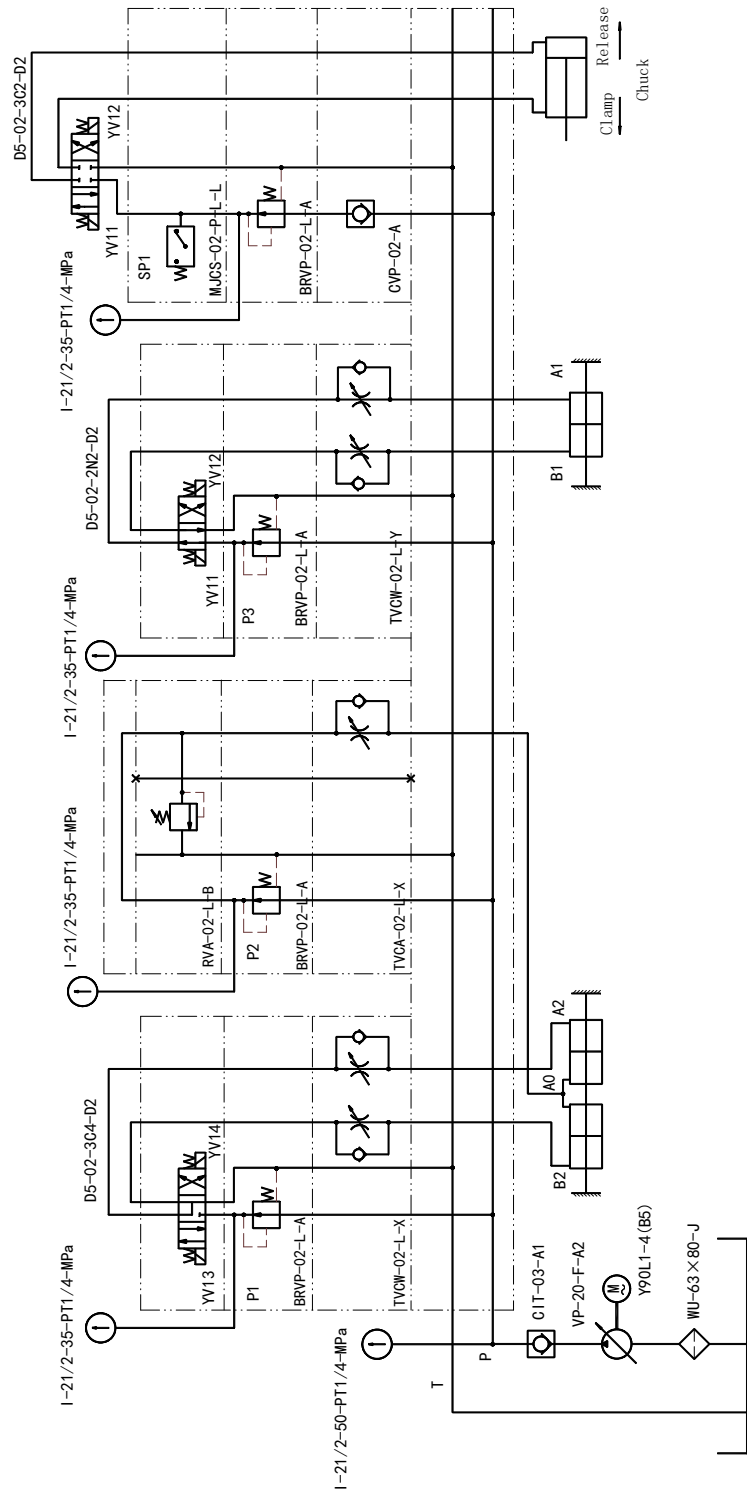 I-21/2-50-PT1/4-MPa
T
P
CIT-03-A1
VP-20-F-A2
M
Y90L1-4(B5)
WU-63×80-J
I-21/2-35-PT1/4-MPa
D5-02-3C4-D2
YV13
YV14
P1
BRVP-02-L-A
TVCW-02-L-X
B2
A0
A2
I-21/2-35-PT1/4-MPa
RVA-02-L-B
P2
BRVP-02-L-A
TVCA-02-L-X
I-21/2-35-PT1/4-MPa
D5-02-2N2-D2
YV11
YV12
P3
BRVP-02-L-A
TVCW-02-L-Y
B1
A1
I-21/2-35-PT1/4-MPa
D5-02-3C2-D2
YV11
YV12
SP1
MJCS-02-P-L-L
BRVP-02-L-A
CVP-02-A
Clamp
Release
Chuck